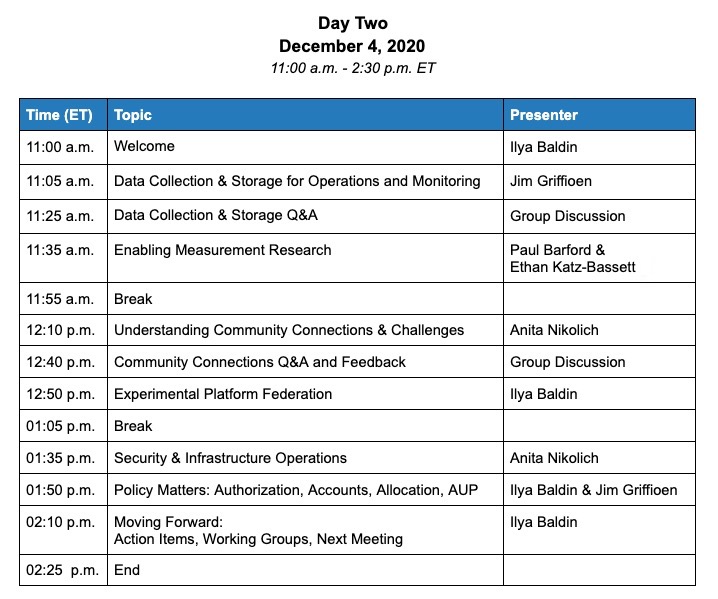 Day Two
December 4, 2020
11:00 a.m. - 2:30 p.m. ET
Time (ET) Topic Presenter
11:00 a.m. Welcome Ilya Baldin
11:05 a.m. Data Collection & Storage for Operations and Monitoring Jim Griffioen
11:25 a.m. Data Collection & Storage Q&A Group Discussion
11:35 a.m. Enabling Measurement Research Paul Barford &
Ethan Katz-Bassett
11:55 a.m. Break
12:10 p.m. Understanding Community Connections & Challenges Anita Nikolich
12:40 p.m. Community Connections Q&A and Feedback Group Discussion
12:50 p.m. Experimental Platform Federation Ilya Baldin
01:05 p.m. Break
01:35 p.m. Security & Infrastructure Operations Anita Nikolich
01:50 p.m. Policy Matters: Authorization, Accounts, Allocation, AUP Ilya Baldin & Jim Griffioen
02:10 p.m. Moving Forward: Ilya Baldin
Action Items, Working Groups, Next Meeting
02:25 p.m. End